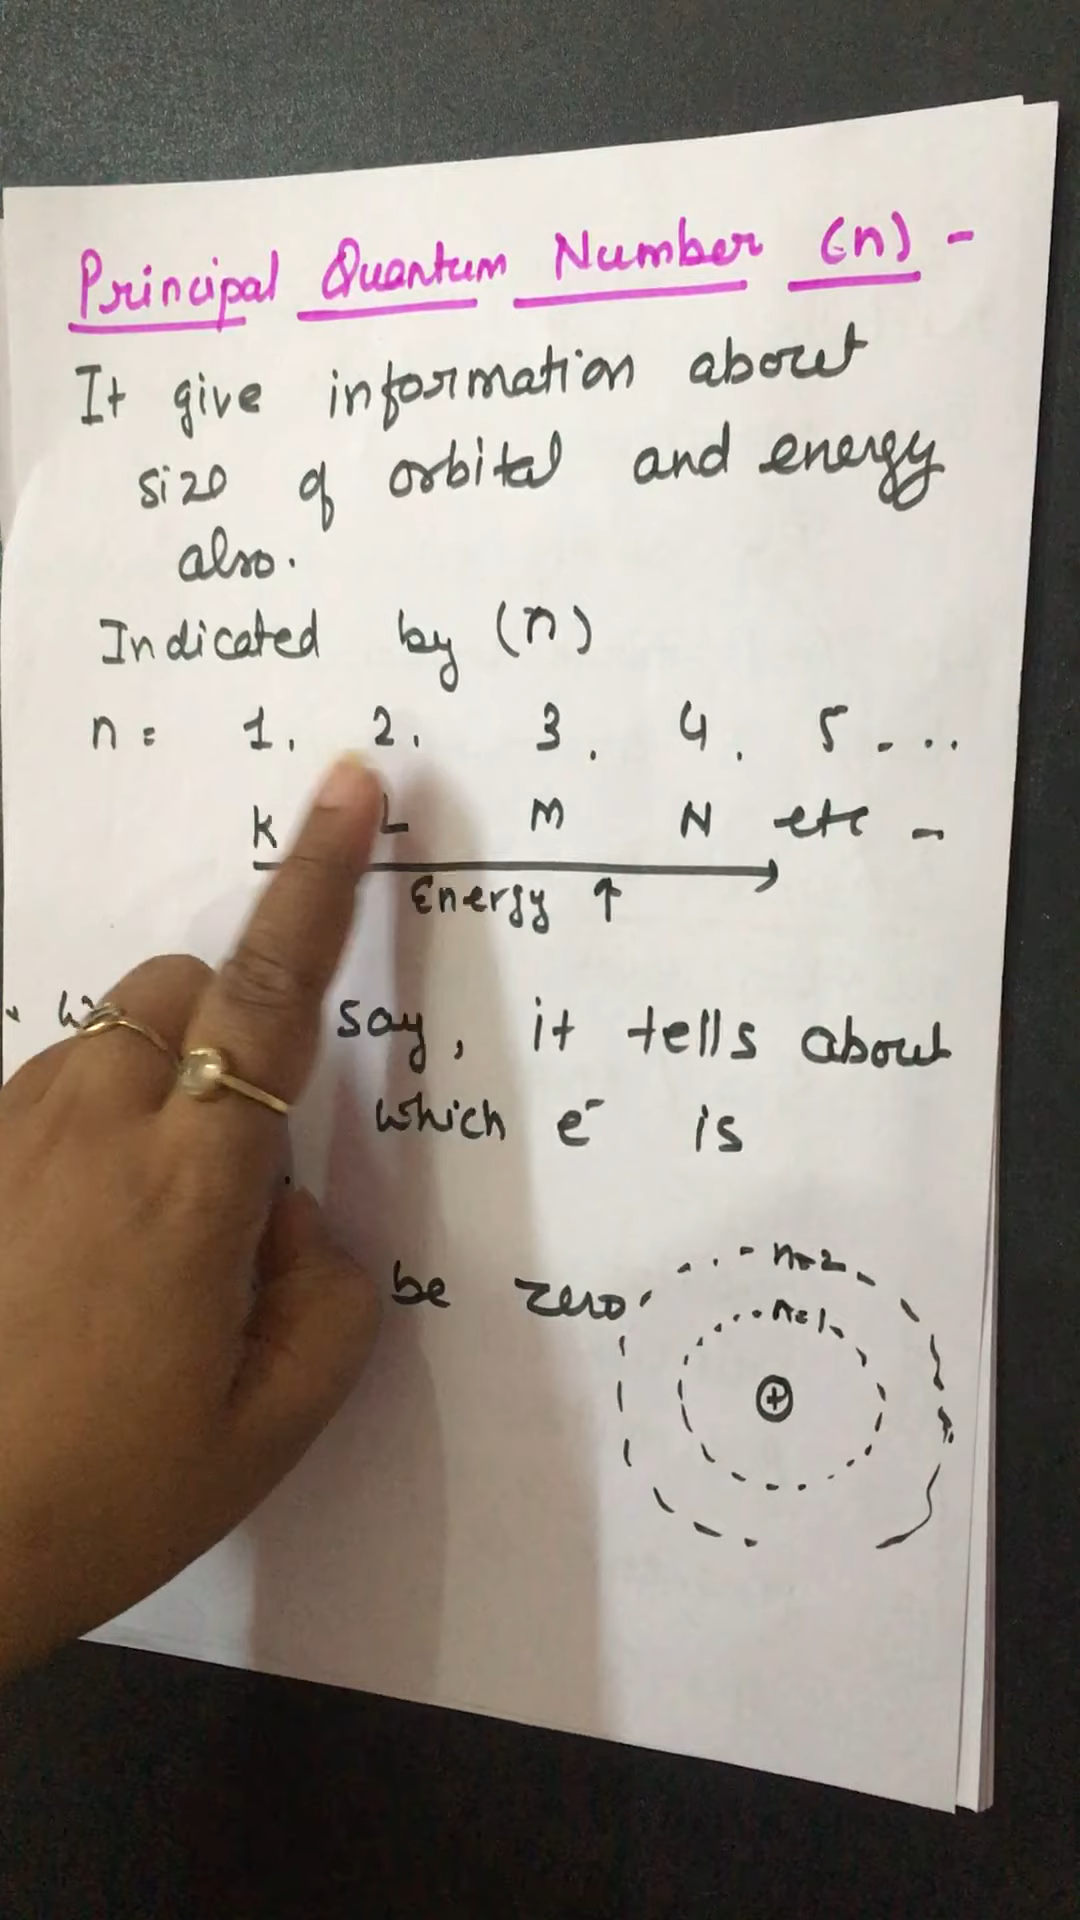 Principal Quantum Number (n) -
It give information about
size of orbital and energy
also.
Indicated by (n)
n = 1, 2, 3, 4, 5 - ...
K L M N etc -
Energy ↑
say, it tells about
which e⁻ is
be zero
n=2
n=1
+